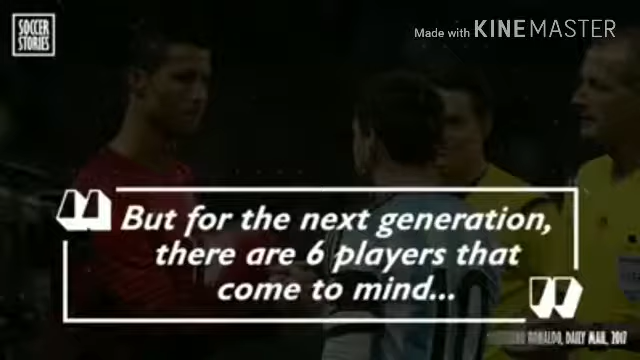 SOCCER
STORIES
Made with KINEMASTER
But for the next generation,
there are 6 players that
come to mind...
RONALDO, DAILY MAIL, 2017